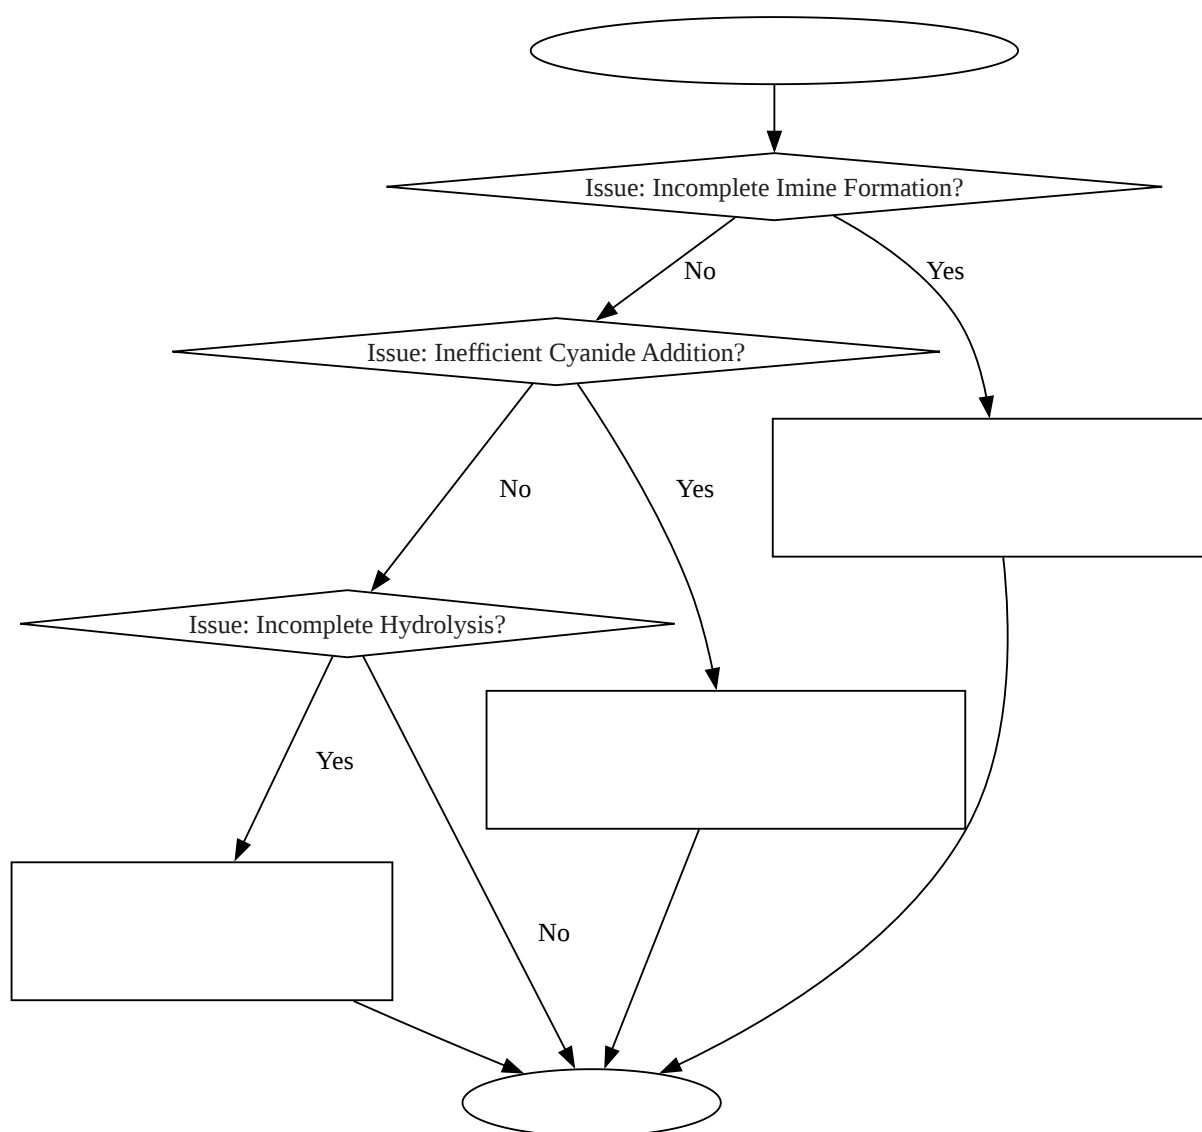 Issue: Incomplete Imine Formation?
No
Yes
Issue: Inefficient Cyanide Addition?
No
Yes
Issue: Incomplete Hydrolysis?
Yes
No